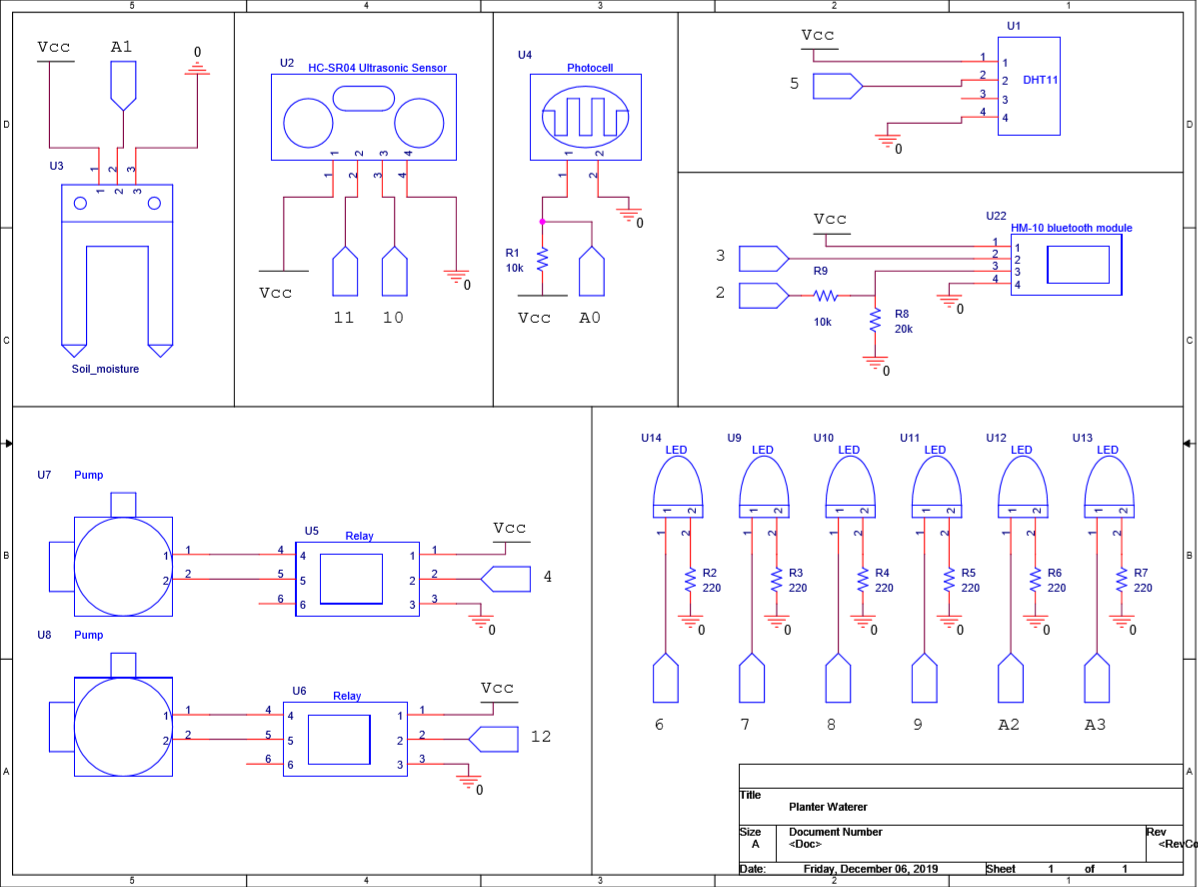 5 4 3 2 1
D
D
C
C
B
B
A
A
Vcc A1 0
U3
1 2 3
1 2 3
Soil_moisture
U2 HC-SR04 Ultrasonic Sensor
1 2 3 4
1 2 3 4
Vcc
0
11 10
U4
Photocell
1 2
1 2
0
R1
10k
Vcc A0
U1
Vcc
5
DHT11
1 1
2 2
3 3
4 4
0
U22
HM-10 bluetooth module
Vcc
3
2
1 1
2 2
3 3
4 4
0
R9
10k
R8
20k
0
U7 Pump
1 1
2 2
U5 Relay
4 4
5 5
6 6
1 1
2 2
3 3
Vcc
4
0
U8 Pump
1 1
2 2
U6 Relay
4 4
5 5
6 6
1 1
2 2
3 3
Vcc
12
0
U14 U9 U10 U11 U12 U13
LED LED LED LED LED LED
1 2 1 2 1 2 1 2 1 2 1 2
1 2 1 2 1 2 1 2 1 2 1 2
R2 R3 R4 R5 R6 R7
220 220 220 220 220 220
0 0 0 0 0 0
6 7 8 9 A2 A3
Title
Planter Waterer
Size Document Number Rev
A <Doc> <RevCo
Date: Friday, December 06, 2019 Sheet 1 of 1
5 4 3 2 1